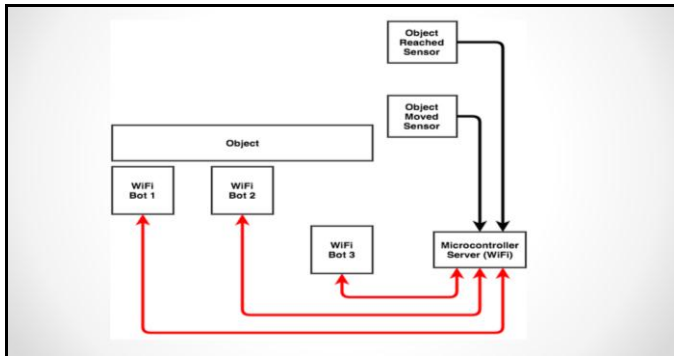 Object
Reached
Sensor
Object
Moved
Sensor
Object
WiFi
Bot 1
WiFi
Bot 2
WiFi
Bot 3
Microcontroller
Server (WiFi)